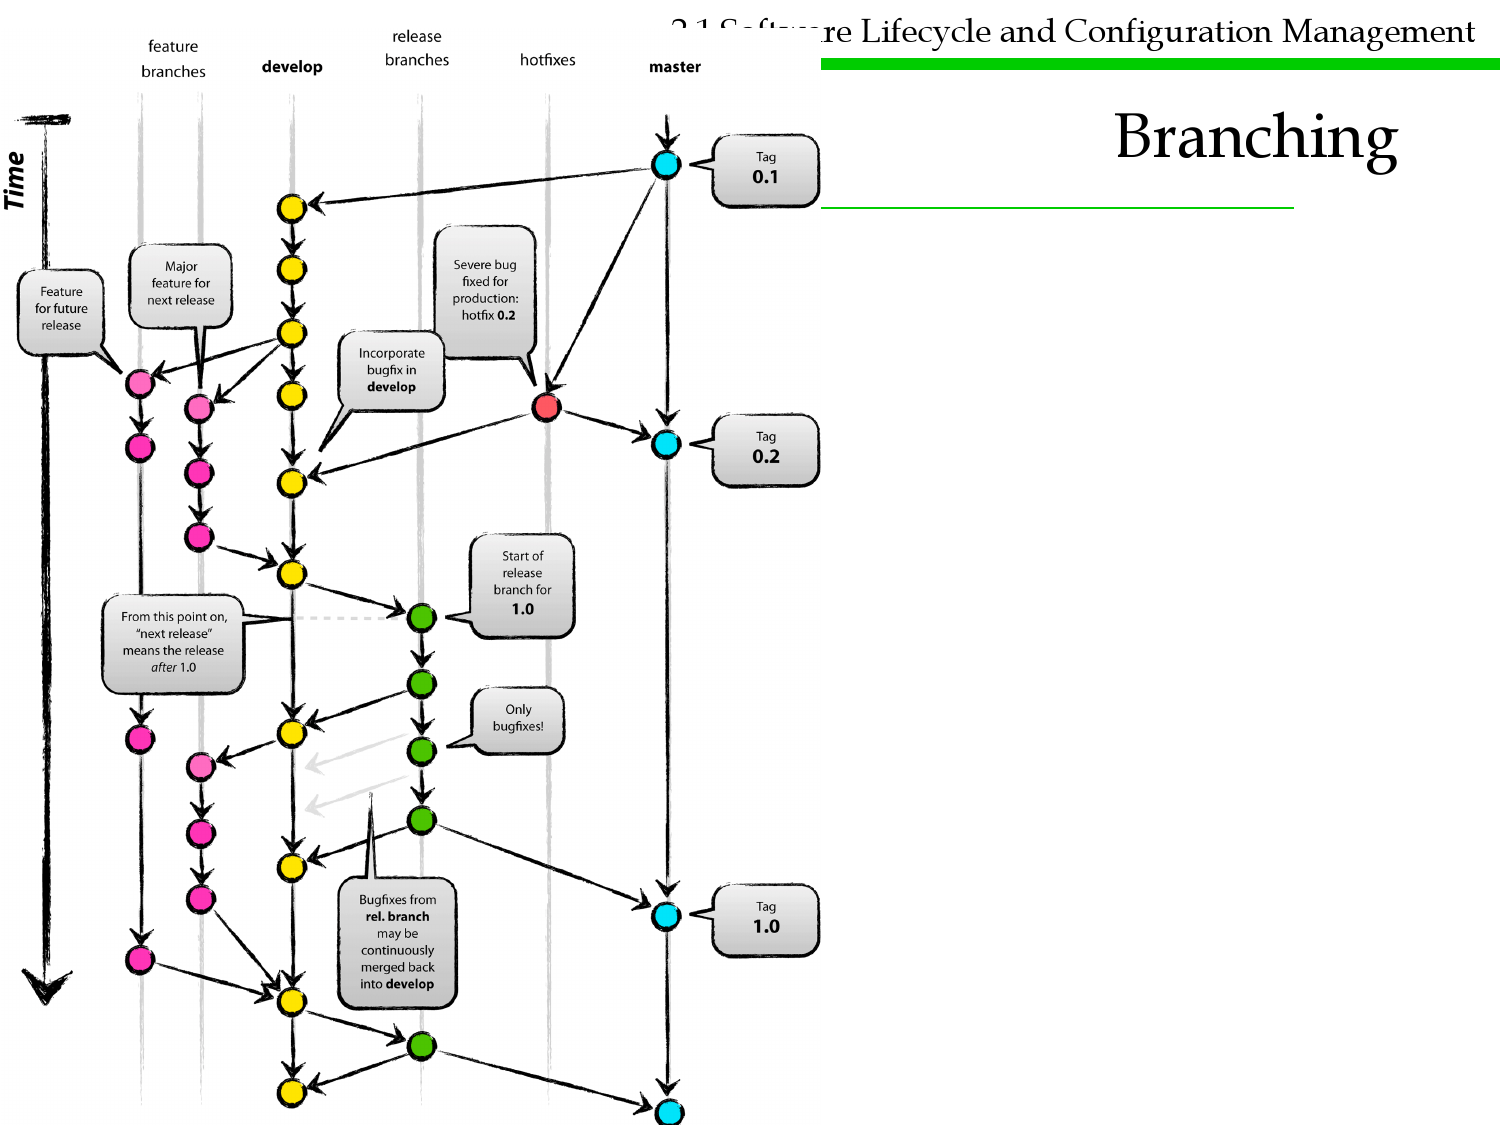 re Lifecycle and Configuration Management
Branching
feature
branches
develop
release
branches
hotfixes
master
Time
Tag
0.1
Severe bug
fixed for
production:
hotfix 0.2
Major
feature for
next release
Feature
for future
release
Incorporate
bugfix in
develop
Tag
0.2
Start of
release
branch for
1.0
From this point on,
“next release”
means the release
after 1.0
Only
bugfixes!
Bugfixes from
rel. branch
may be
continuously
merged back
into develop
Tag
1.0